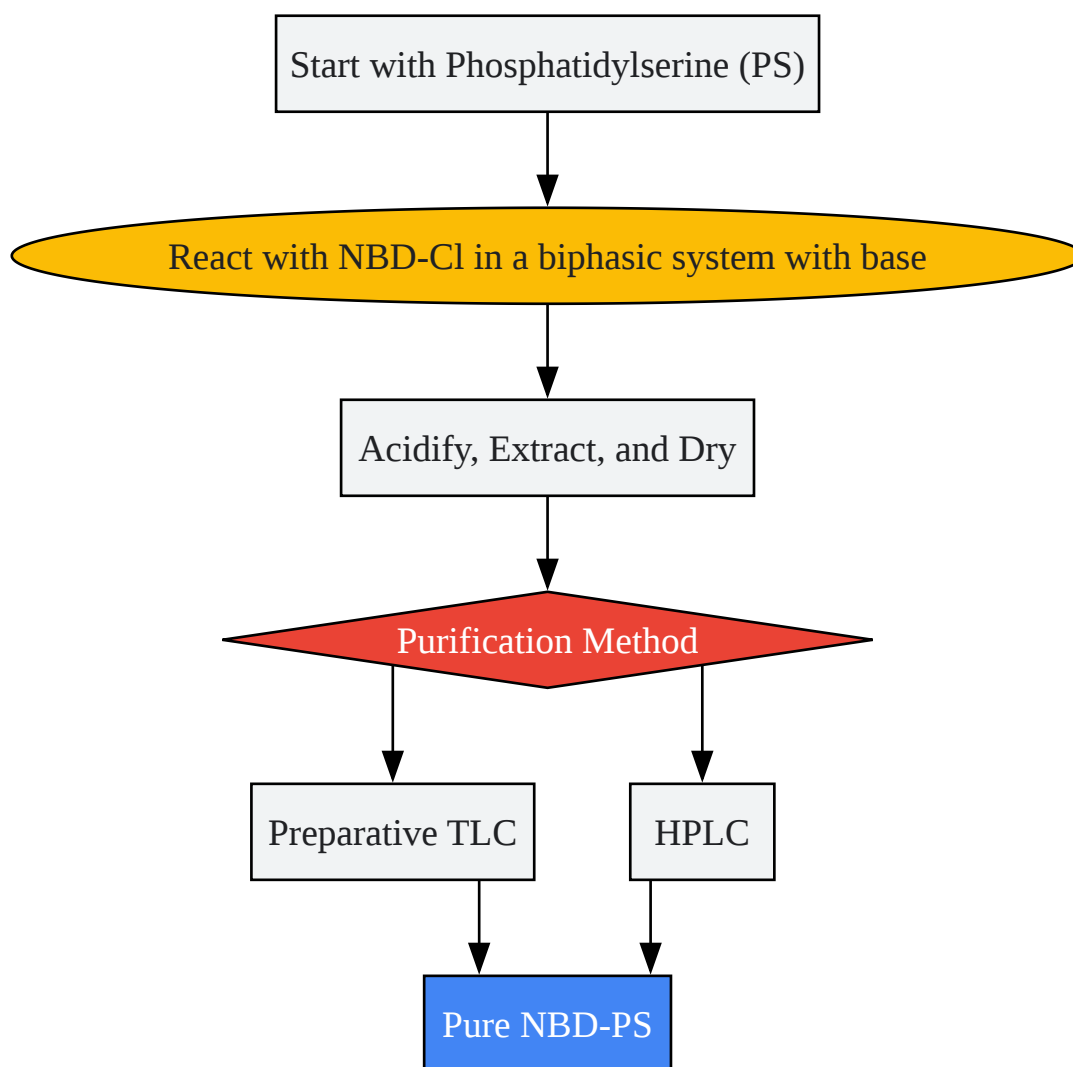 Start with Phosphatidylserine (PS)
React with NBD-Cl in a biphasic system with base
Acidify, Extract, and Dry
Purification Method
Preparative TLC
HPLC
Pure NBD-PS